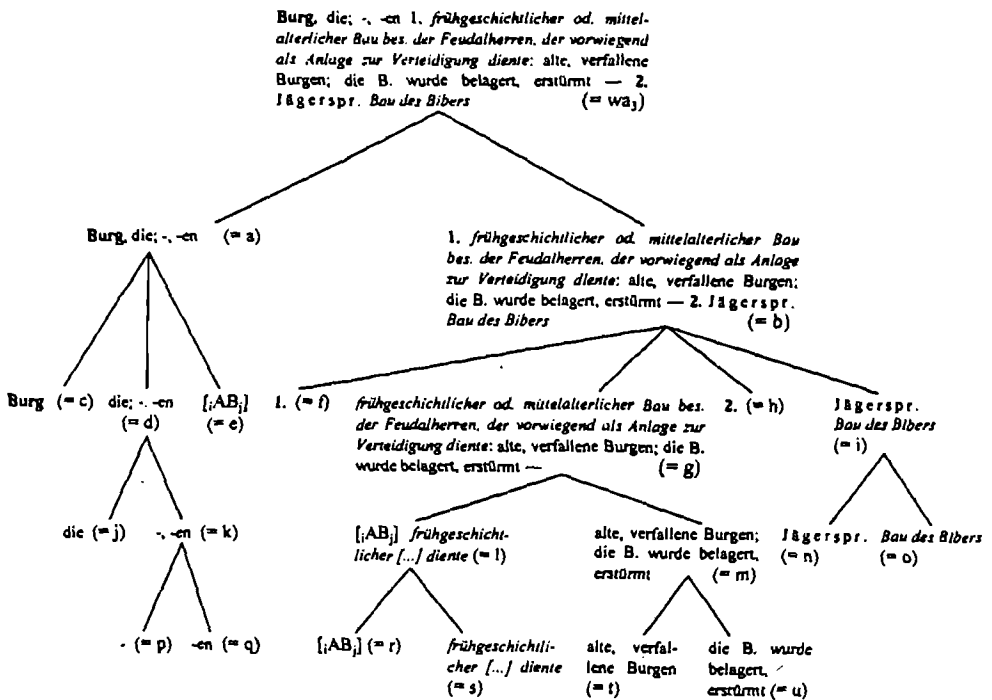 Burg, die; -, -en 1. frühgeschichtlicher od. mittel-
alterlicher Bau bes. der Feudalherren, der vorwiegend
als Anlage zur Verteidigung diente: alte, verfallene
Burgen; die B. wurde belagert, erstürmt — 2.
Jägerspr. Bau des Bibers (= wa₃)
Burg, die; -, -en (= a)
1. frühgeschichtlicher od. mittelalterlicher Bau
bes. der Feudalherren, der vorwiegend als Anlage
zur Verteidigung diente: alte, verfallene Burgen;
die B. wurde belagert, erstürmt — 2. Jägerspr.
Bau des Bibers (= b)
Burg (= c)
die; -, -en
(= d)
[ᵢABⱼ]
(= e)
1. (= f)
frühgeschichtlicher od. mittelalterlicher Bau bes.
der Feudalherren, der vorwiegend als Anlage zur
Verteidigung diente: alte, verfallene Burgen; die B.
wurde belagert, erstürmt — (= g)
2. (= h)
Jägerspr.
Bau des Bibers
(= i)
die (= j)
-, -en (= k)
[ᵢABⱼ] frühgeschicht-
licher [...] diente (= l)
alte, verfallene Burgen;
die B. wurde belagert,
erstürmt (= m)
Jägerspr.
(= n)
Bau des Bibers
(= o)
- (= p)
-en (= q)
[ᵢABⱼ] (= r)
frühgeschichtli-
cher [...] diente
(= s)
alte, verfal-
lene Burgen
(= t)
die B. wurde
belagert,
erstürmt (= u)